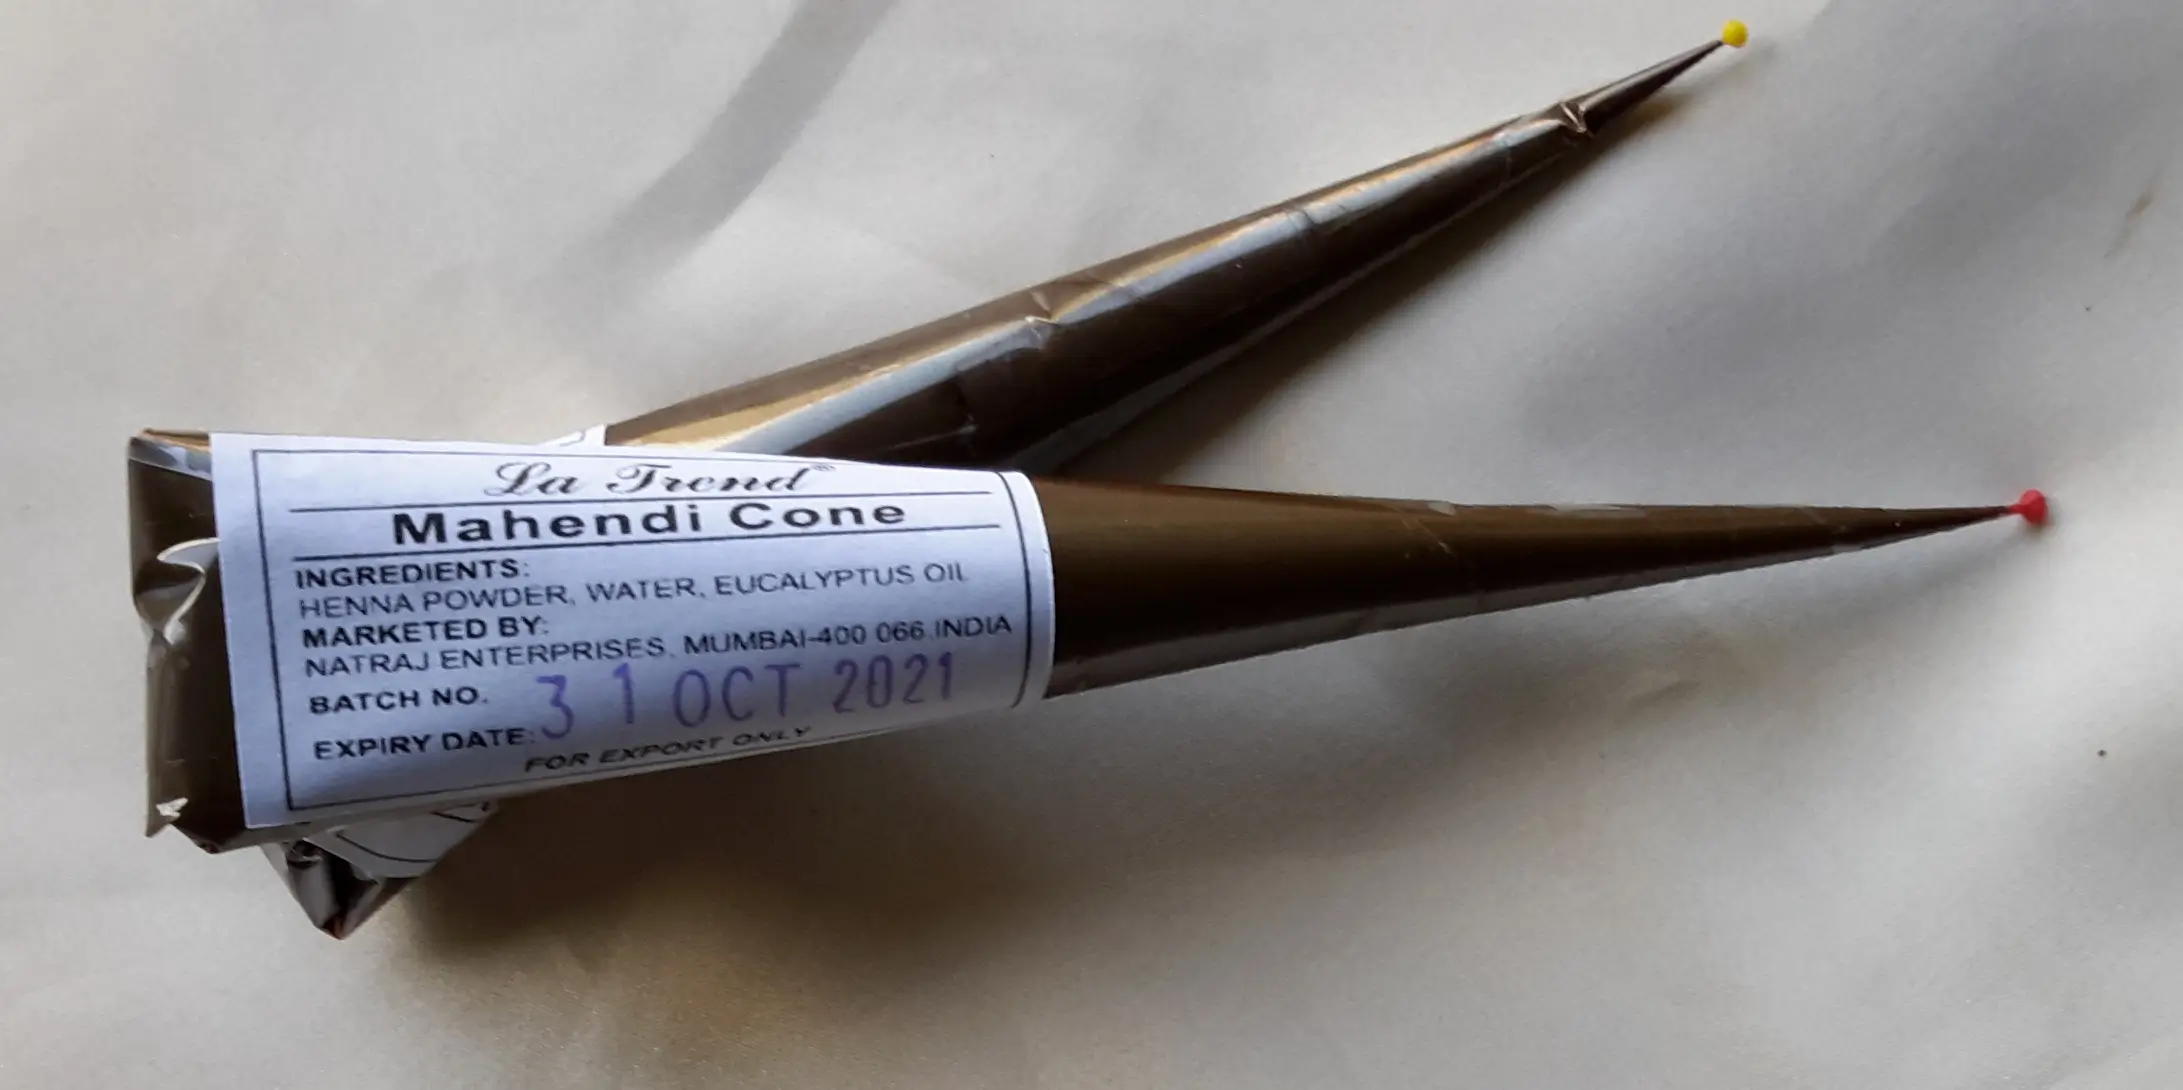 La Trend®
Mahendi Cone
INGREDIENTS:
HENNA POWDER, WATER, EUCALYPTUS OIL
MARKETED BY:
NATRAJ ENTERPRISES, MUMBAI-400 066 INDIA
BATCH NO.
31 OCT 2021
EXPIRY DATE:
FOR EXPORT ONLY